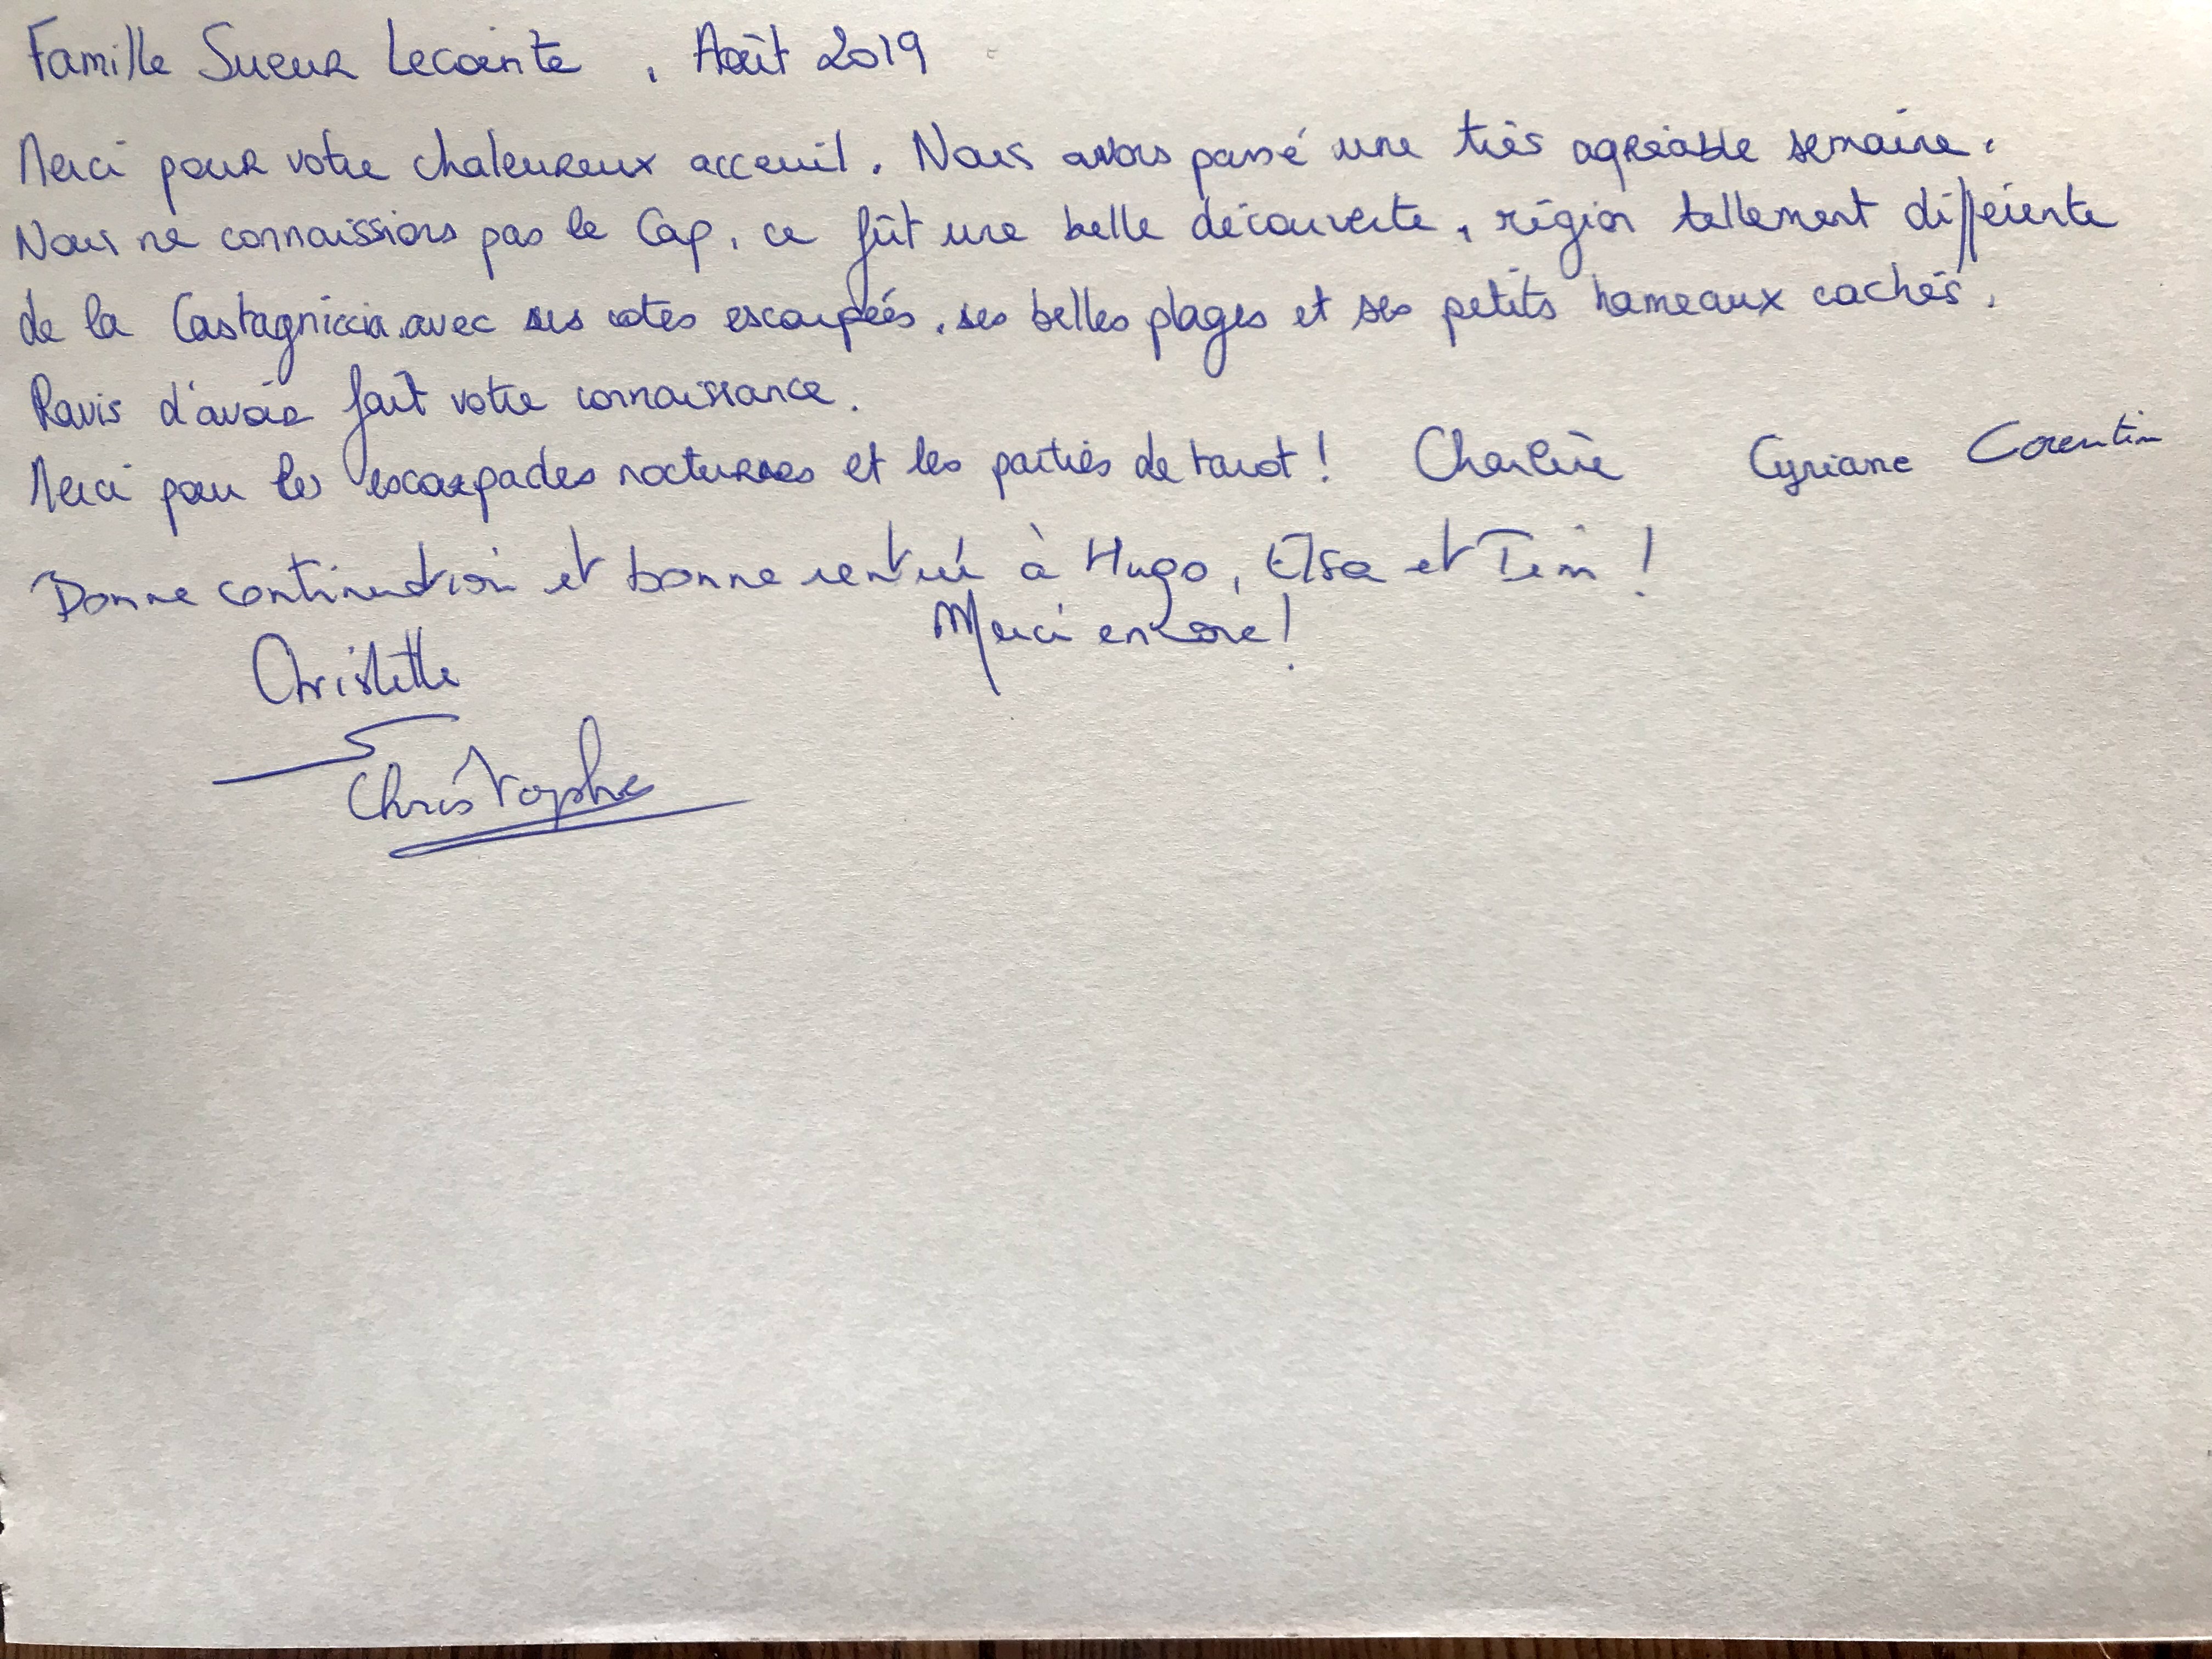 Famille Sueur Lecointe, Août 2019
Merci pour votre chaleureux acceuil. Nous avons passé une très agréable semaine.
Nous ne connaissions pas le Cap, ce fût une belle découverte, région tellement différente
de la Castagniccia avec ses cotes escarpées, ses belles plages et ses petits hameaux cachés.
Ravis d'avoir fait votre connaissance.
Merci pour les escapades nocturnes et les parties de tarot ! Charlène Cyriane Corentin
Bonne continuation et bonne rentrée à Hugo, Elsa et Tim !
Merci encore !
Christelle
Christophe